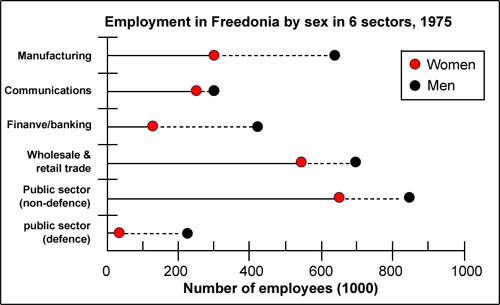 Employment in Freedonia by sex in 6 sectors, 1975
Women
Men
Manufacturing
Communications
Finanve/banking
Wholesale &
retail trade
Public sector
(non-defence)
public sector
(defence)
0
200
400
600
800
1000
Number of employees (1000)